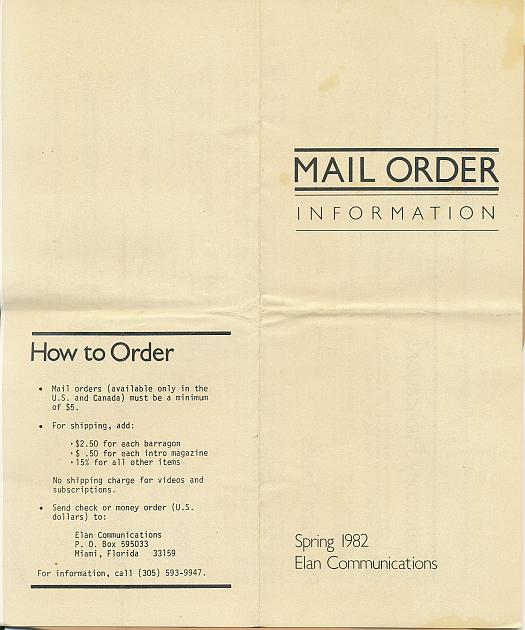 MAIL ORDER
INFORMATION
How to Order
• Mail orders (available only in the
U.S. and Canada) must be a minimum
of $5.
• For shipping, add:
·$2.50 for each barragon
·$ .50 for each intro magazine
·15% for all other items
No shipping charge for videos and
subscriptions.
• Send check or money order (U.S.
dollars) to:
Elan Communications
P. O. Box 595033
Miami, Florida 33159
For information, call (305) 593-9947.
Spring 1982
Elan Communications